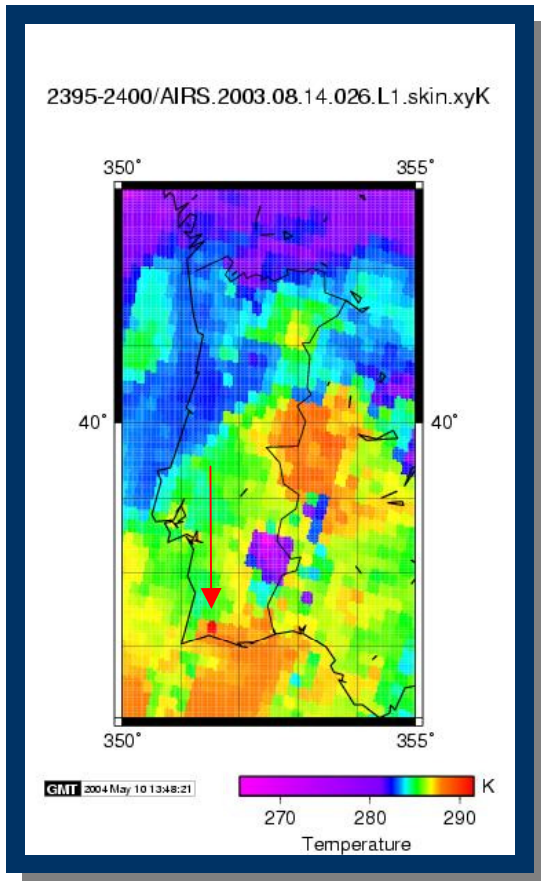 2395-2400/AIRS.2003.08.14.026.L1.skin.xyK
350° 355°
40° 40°
350° 355°
GMT 2004 May 10 13:48:21
K
270 280 290
Temperature